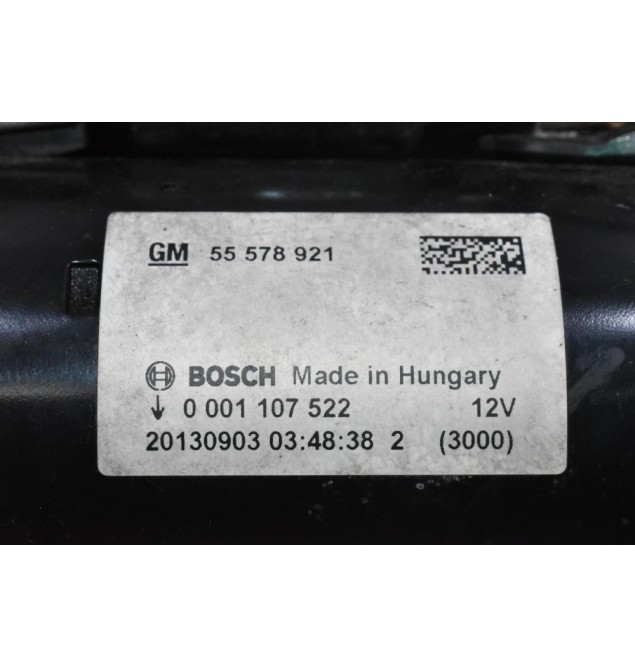 GM 55 578 921
BOSCH Made in Hungary
0 001 107 522 12V
20130903 03:48:38 2 (3000)